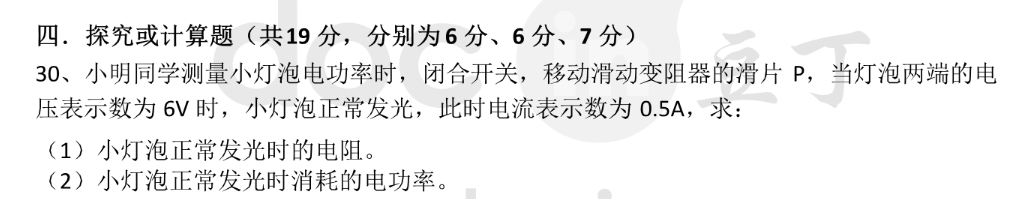 四．探究或计算题（共19 分，分别为 6 分、6 分、7 分）
30、小明同学测量小灯泡电功率时，闭合开关，移动滑动变阻器的滑片 P，当灯泡两端的电
压表示数为 6V 时，小灯泡正常发光，此时电流表示数为 0.5A，求：
（1）小灯泡正常发光时的电阻。
（2）小灯泡正常发光时消耗的电功率。
豆丁